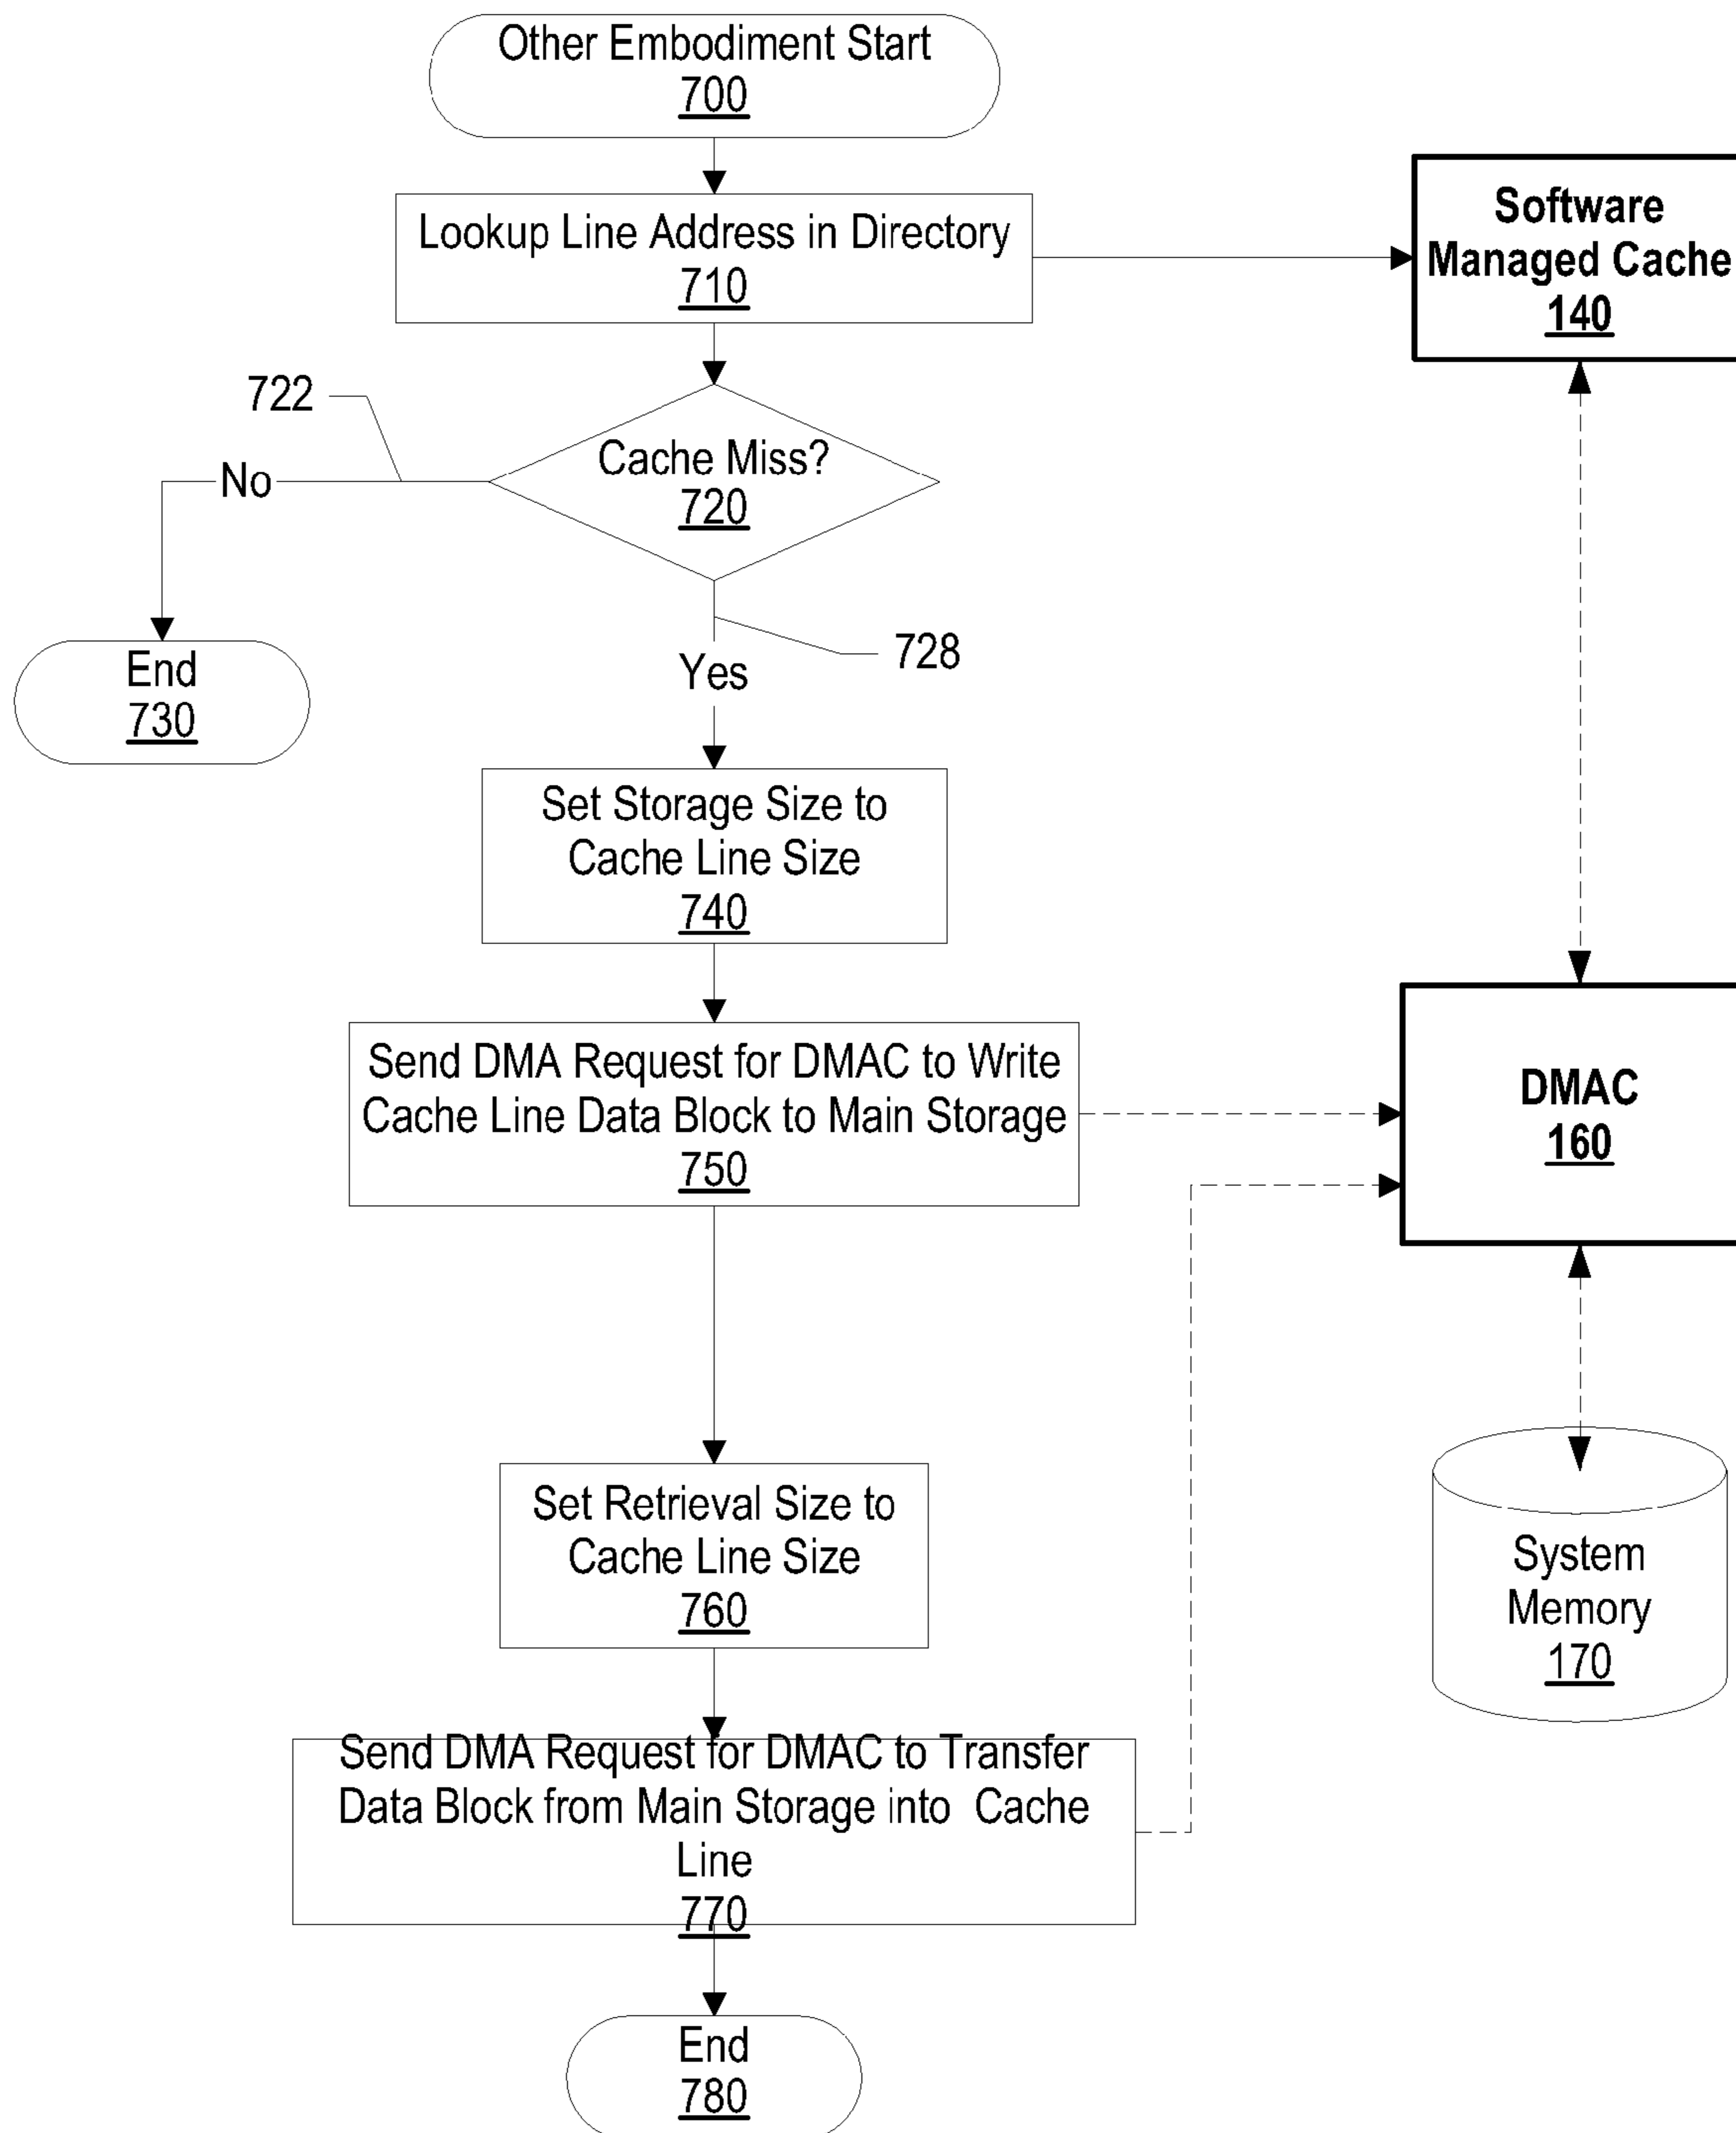 Other Embodiment Start
700
Lookup Line Address in Directory
710
Software
Managed Cache
140
722
No
Cache Miss?
720
728
Yes
End
730
Set Storage Size to
Cache Line Size
740
Send DMA Request for DMAC to Write
Cache Line Data Block to Main Storage
750
DMAC
160
Set Retrieval Size to
Cache Line Size
760
System
Memory
170
Send DMA Request for DMAC to Transfer
Data Block from Main Storage into Cache
Line
770
End
780